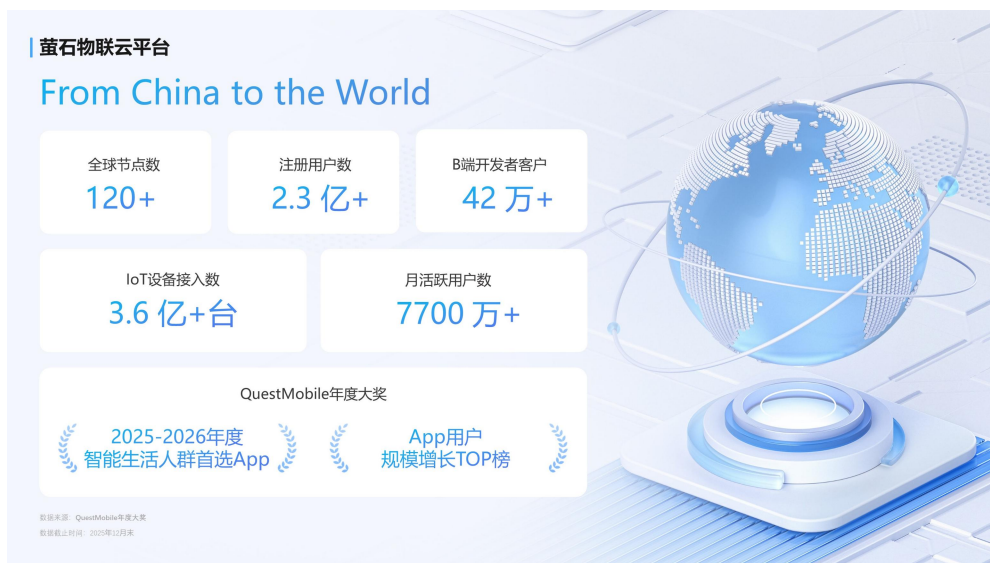 萤石物联云平台
From China to the World
全球节点数
120+
注册用户数
2.3 亿+
B端开发者客户
42 万+
IoT设备接入数
3.6 亿+台
月活跃用户数
7700 万+
QuestMobile年度大奖
2025-2026年度
智能生活人群首选App
App用户
规模增长TOP榜
数据来源：QuestMobile年度大奖
数据截止时间：2025年12月末